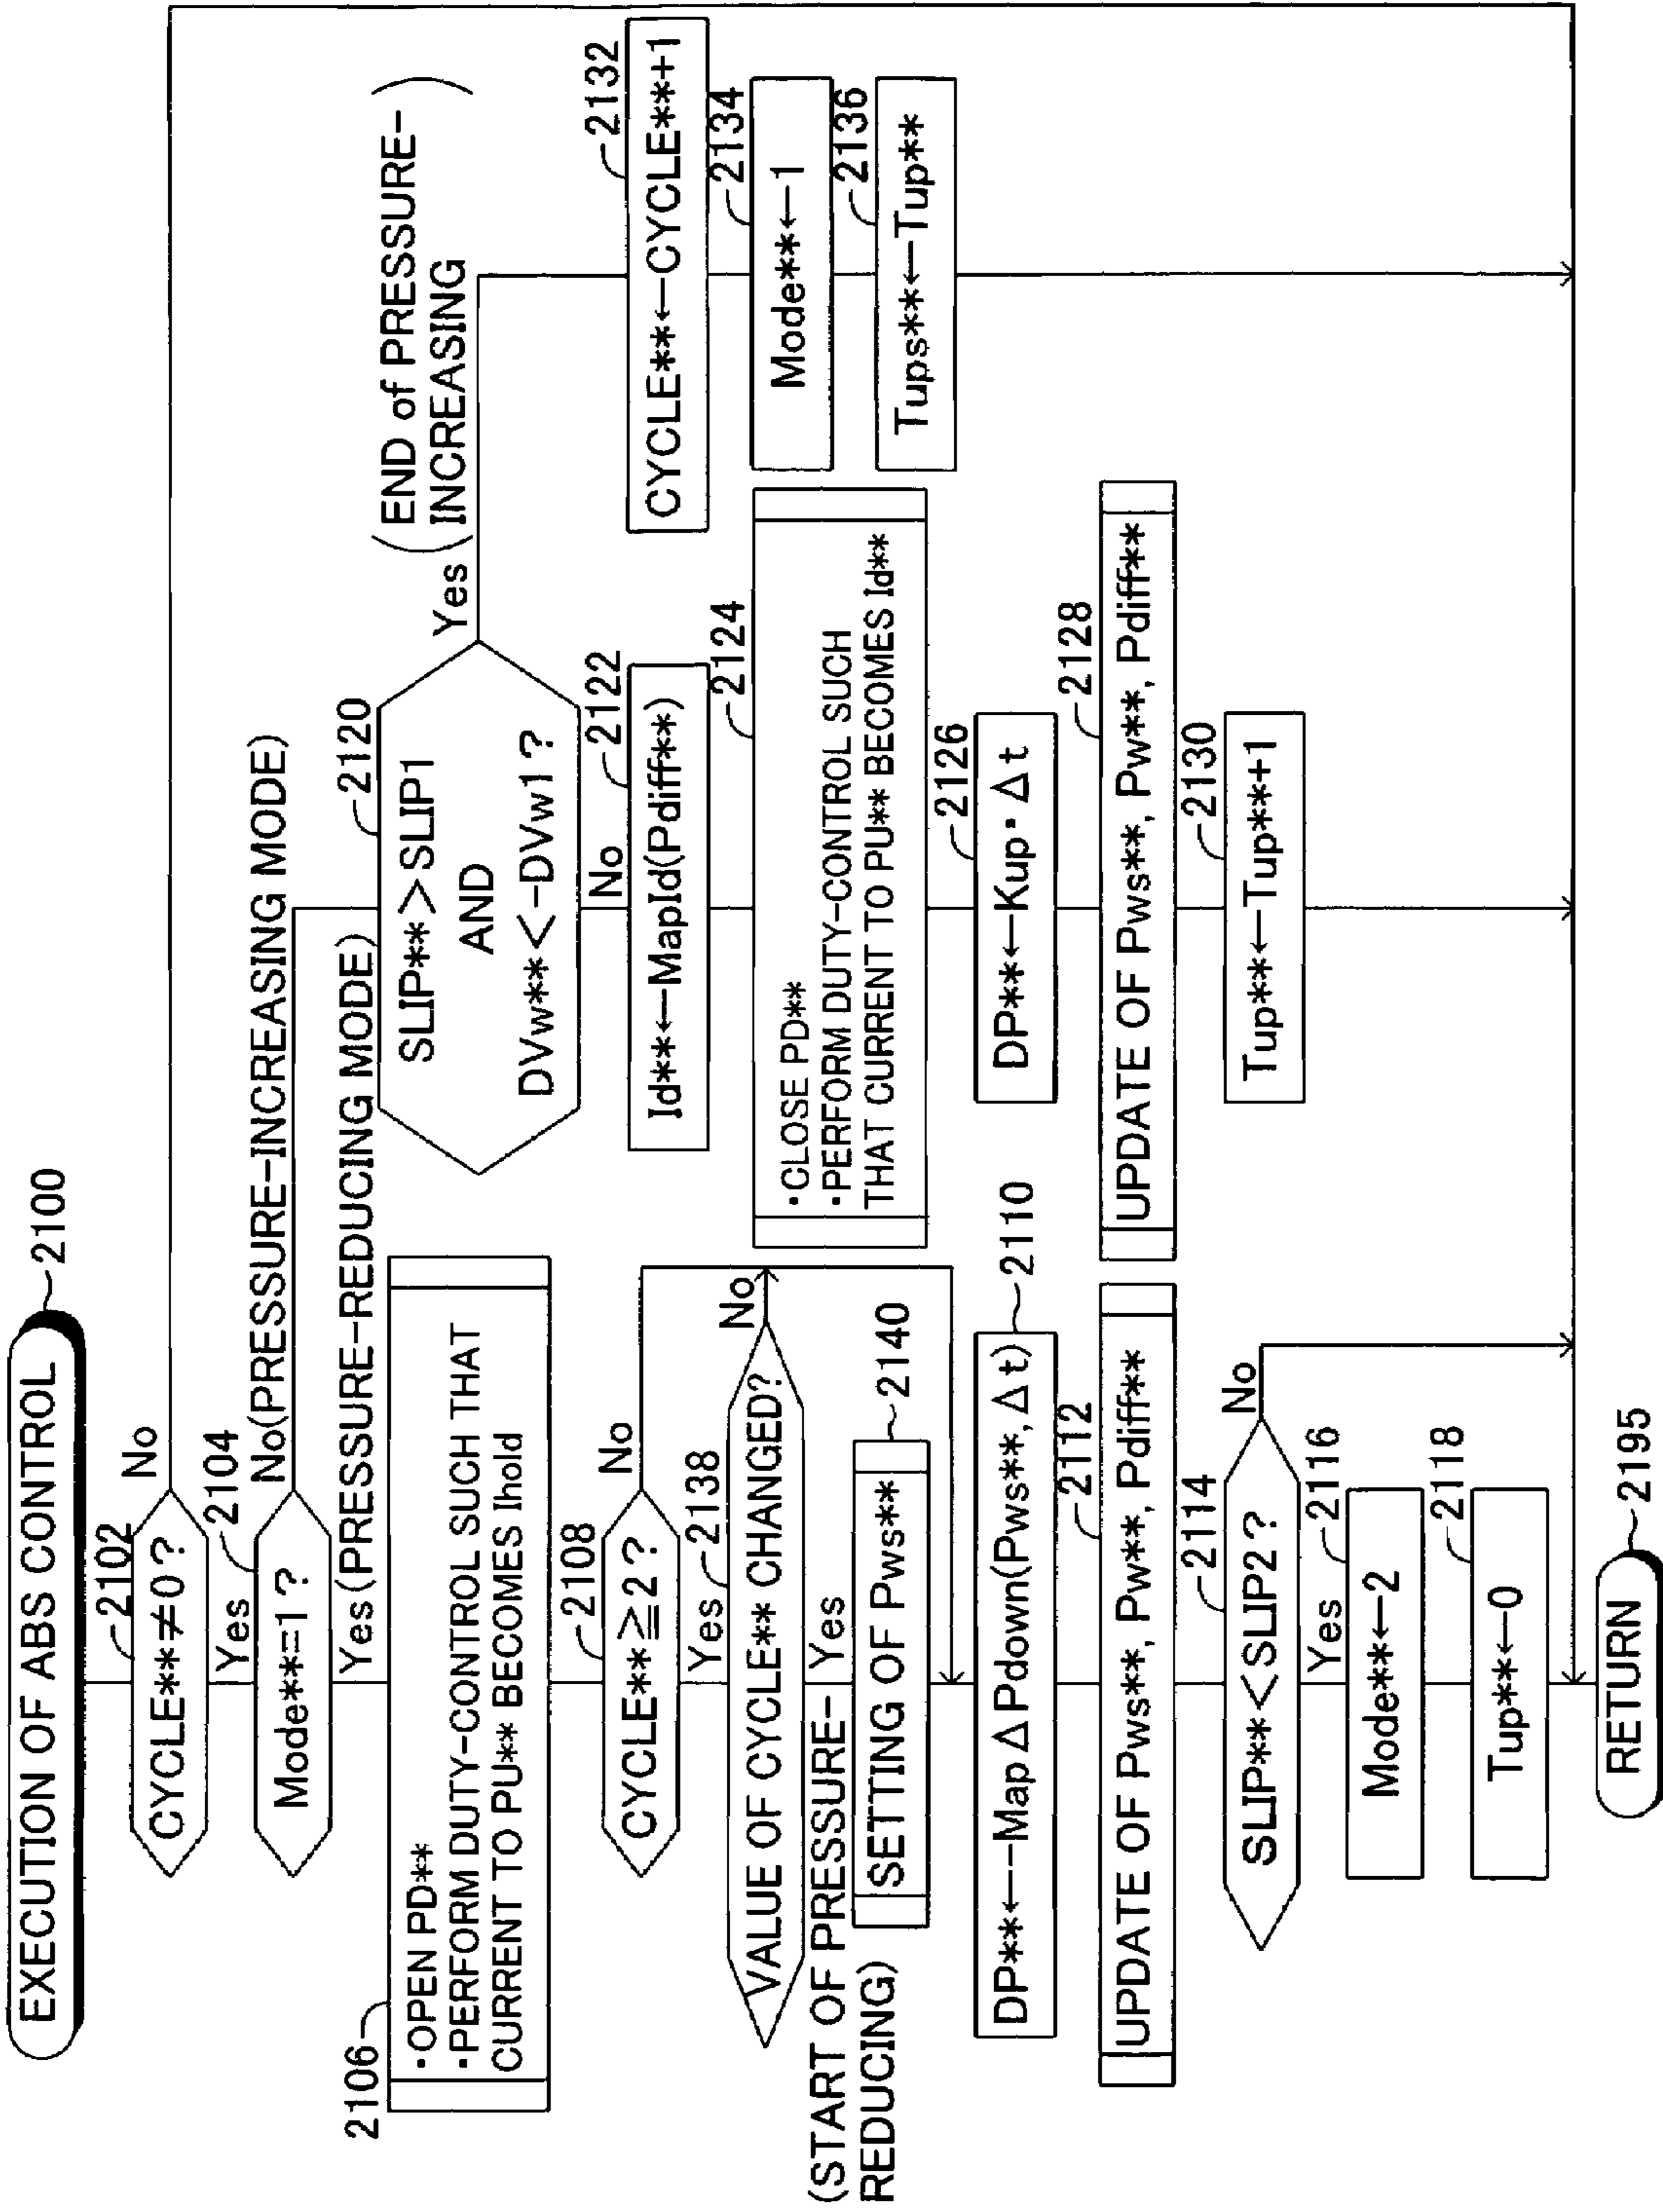 EXECUTION OF ABS CONTROL
2100
2102
CYCLE**≠0?
No
Yes
2104
Mode**=1?
No(PRESSURE-INCREASING MODE)
Yes(PRESSURE-REDUCING MODE)
2106
·OPEN PD**
·PERFORM DUTY-CONTROL SUCH THAT
CURRENT TO PU** BECOMES Ihold
2108
CYCLE**≧2?
No
Yes
2138
VALUE OF CYCLE** CHANGED?
No
(START OF PRESSURE-
REDUCING)
Yes
SETTING OF Pws**
2140
DP**←-MapΔPdown(Pws**,Δt)
2110
2112
UPDATE OF Pws**, Pw**, Pdiff**
2114
SLIP**<SLIP2?
No
Yes
2116
Mode**←2
2118
Tup**←0
RETURN
2195
2120
SLIP**>SLIP1
AND
DVw**<-DVw1?
Yes
(END of PRESSURE-
INCREASING)
No
2122
Id**←MapId(Pdiff**)
2124
·CLOSE PD**
·PERFORM DUTY-CONTROL SUCH
THAT CURRENT TO PU** BECOMES Id**
2126
DP**←Kup·Δt
2128
UPDATE OF Pws**, Pw**, Pdiff**
2130
Tup**←Tup**+1
2132
CYCLE**←CYCLE**+1
2134
Mode**←1
2136
Tups**←Tup**